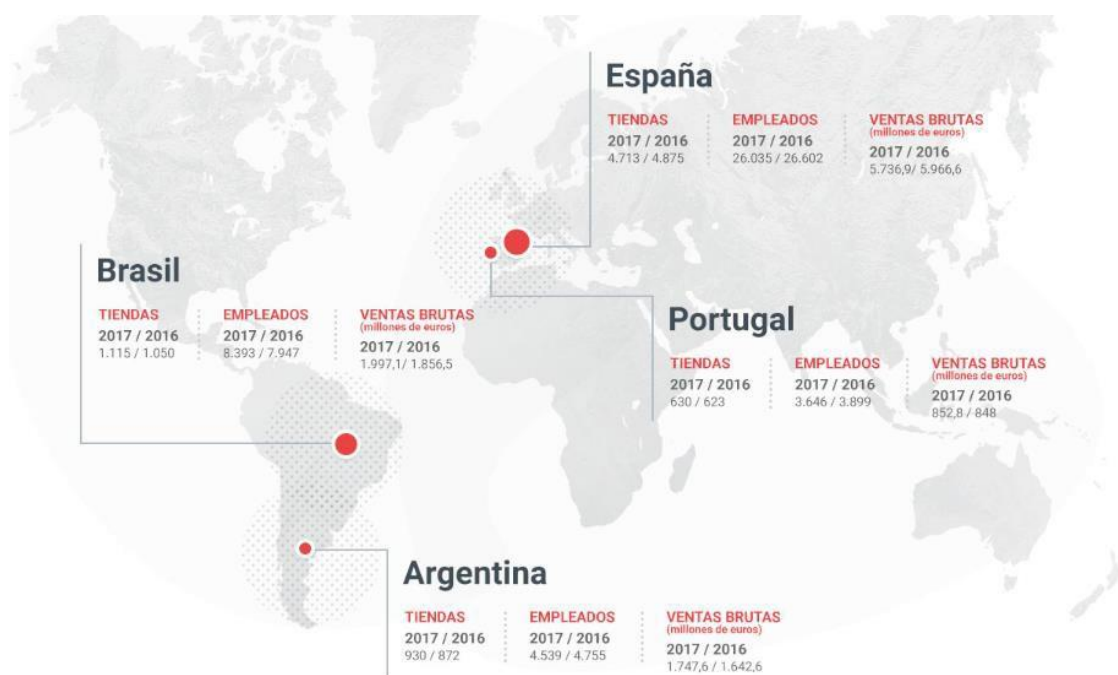 España
TIENDAS
2017 / 2016
4.713 / 4.875
EMPLEADOS
2017 / 2016
26.035 / 26.602
VENTAS BRUTAS
(millones de euros)
2017 / 2016
5.736,9/ 5.966,6
Brasil
TIENDAS
2017 / 2016
1.115 / 1.050
EMPLEADOS
2017 / 2016
8.393 / 7.947
VENTAS BRUTAS
(millones de euros)
2017 / 2016
1.997,1/ 1.856,5
Portugal
TIENDAS
2017 / 2016
630 / 623
EMPLEADOS
2017 / 2016
3.646 / 3.899
VENTAS BRUTAS
(millones de euros)
2017 / 2016
852,8 / 848
Argentina
TIENDAS
2017 / 2016
930 / 872
EMPLEADOS
2017 / 2016
4.539 / 4.755
VENTAS BRUTAS
(millones de euros)
2017 / 2016
1.747,6 / 1.642,6